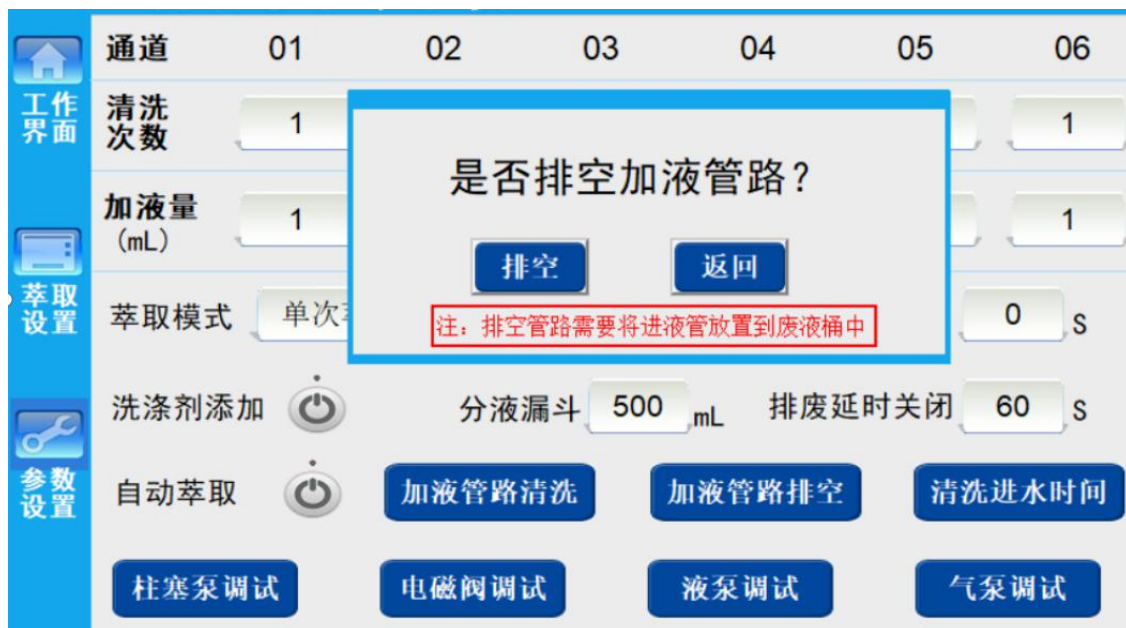 通道 01 02 03 04 05 06
工作
界面
清洗
次数 1 1
是否排空加液管路？
加液量
(mL) 1 1
排空 返回
萃取
设置
萃取模式 单次 0 S
注：排空管路需要将进液管放置到废液桶中
洗涤剂添加 分液漏斗 500 mL 排废延时关闭 60 S
参数
设置
自动萃取 加液管路清洗 加液管路排空 清洗进水时间
柱塞泵调试 电磁阀调试 液泵调试 气泵调试